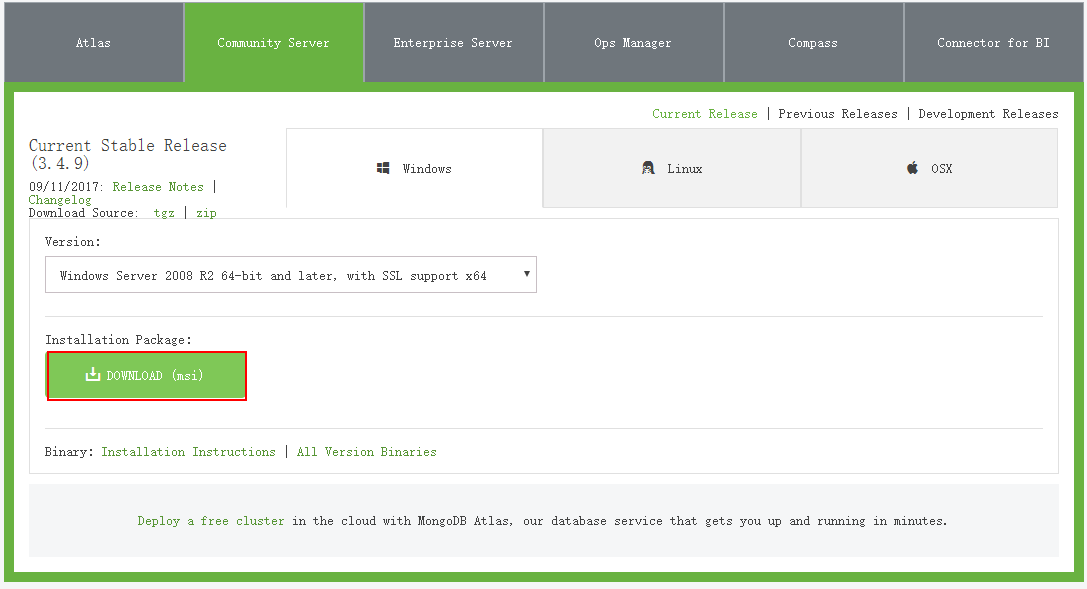 Atlas
Community Server
Enterprise Server
Ops Manager
Compass
Connector for BI
Current Release | Previous Releases | Development Releases
Current Stable Release
(3.4.9)
09/11/2017: Release Notes |
Changelog
Download Source: tgz | zip
Windows
Linux
OSX
Version:
Windows Server 2008 R2 64-bit and later, with SSL support x64
Installation Package:
DOWNLOAD (msi)
Binary: Installation Instructions | All Version Binaries
Deploy a free cluster in the cloud with MongoDB Atlas, our database service that gets you up and running in minutes.